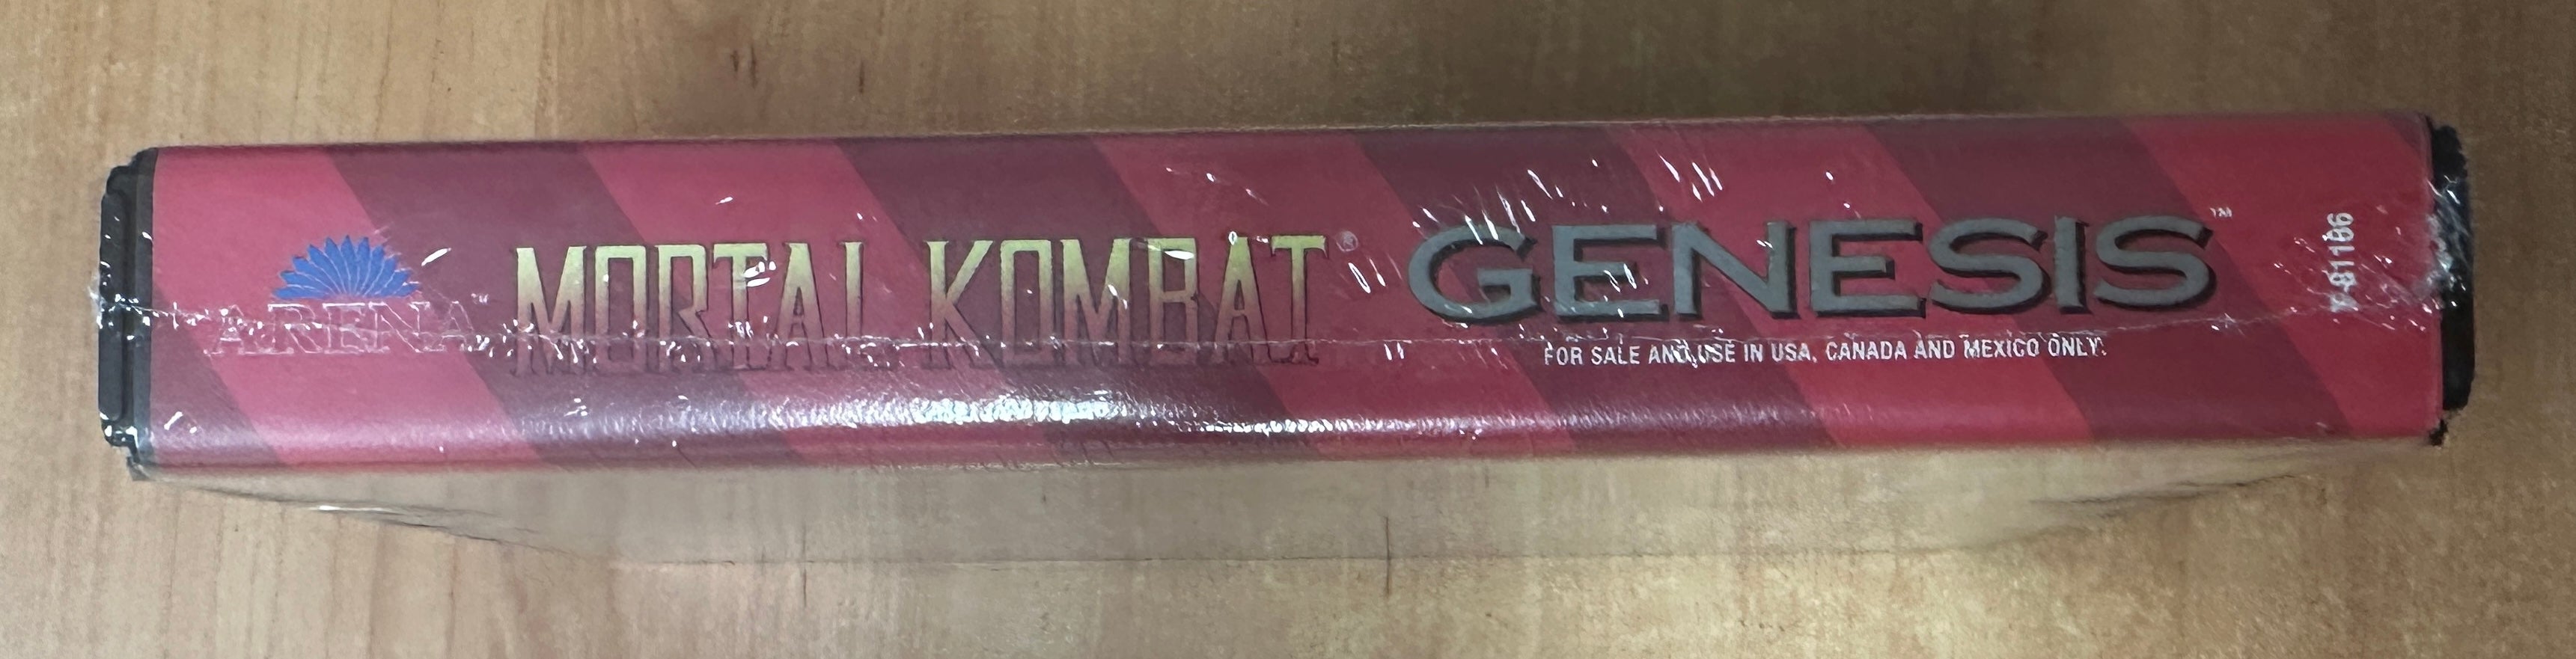 ARENA™
MORTAL KOMBAT®
GENESIS™
FOR SALE AND USE IN USA, CANADA AND MEXICO ONLY.
T-81186